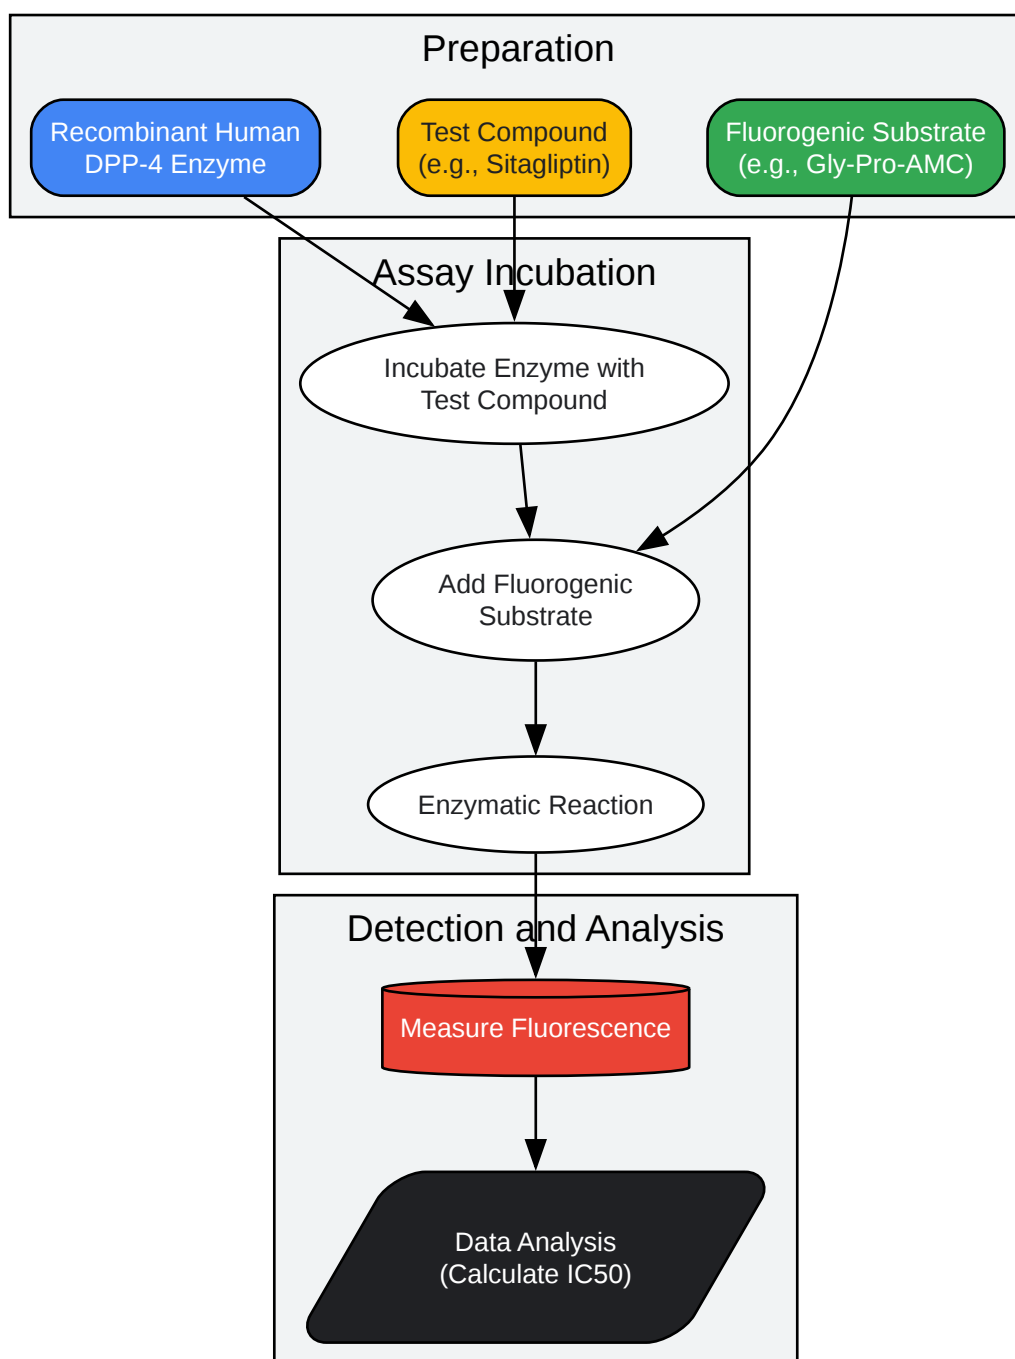 Preparation
Recombinant Human
DPP-4 Enzyme
Test Compound
(e.g., Sitagliptin)
Fluorogenic Substrate
(e.g., Gly-Pro-AMC)
Assay Incubation
Incubate Enzyme with
Test Compound
Add Fluorogenic
Substrate
Enzymatic Reaction
Detection and Analysis
Measure Fluorescence
Data Analysis
(Calculate IC50)